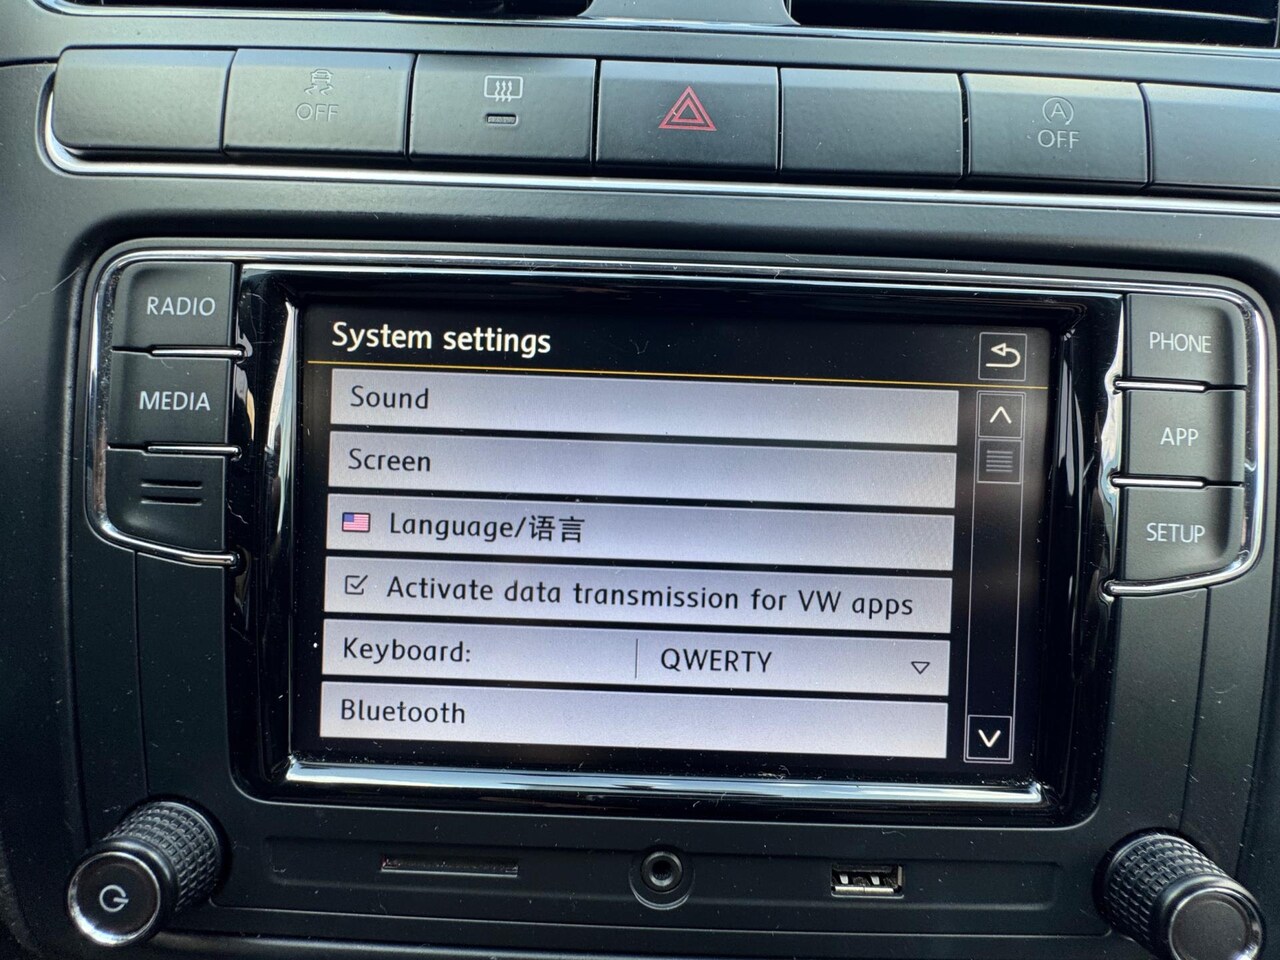 OFF
A
OFF
RADIO
MEDIA
PHONE
APP
SETUP
System settings
Sound
Screen
Language/语言
Activate data transmission for VW apps
Keyboard: QWERTY
Bluetooth